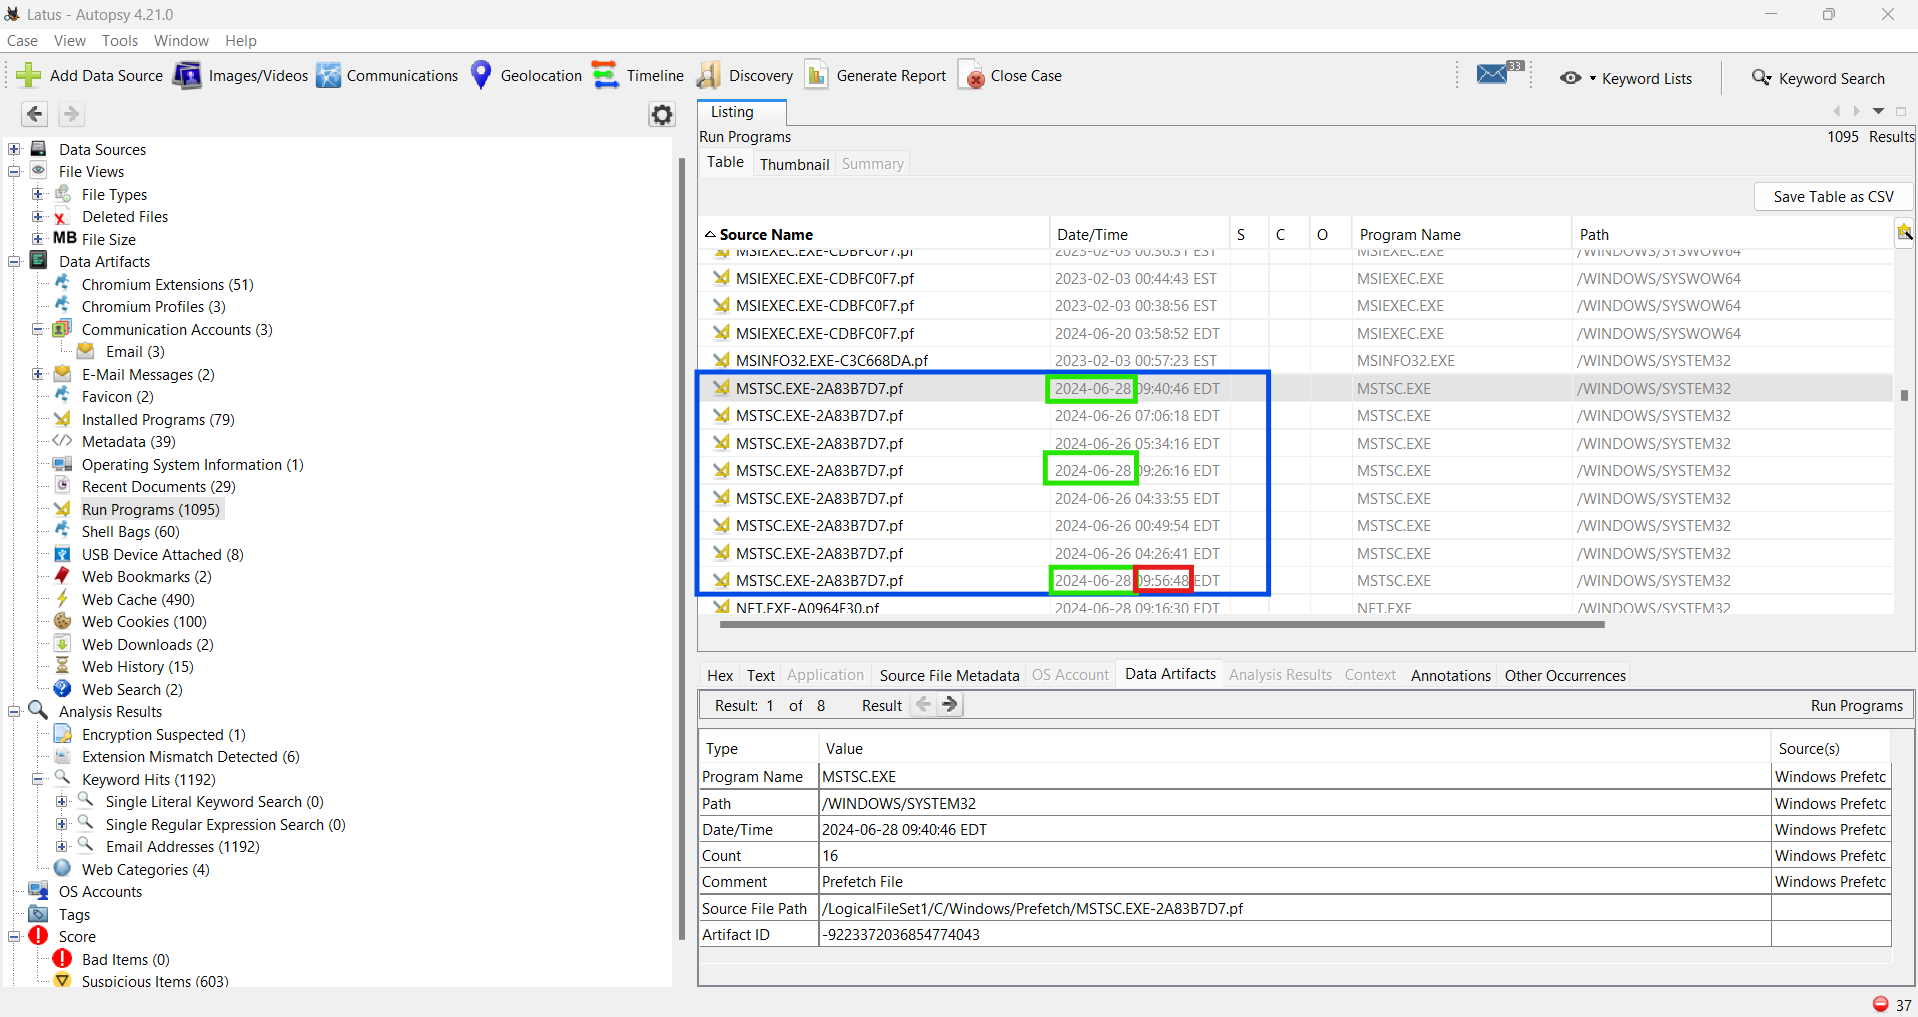 Latus - Autopsy 4.21.0
Case View Tools Window Help
Add Data Source Images/Videos Communications Geolocation Timeline Discovery Generate Report Close Case 33 Keyword Lists Keyword Search
Data Sources
File Views
File Types
Deleted Files
MB File Size
Data Artifacts
Chromium Extensions (51)
Chromium Profiles (3)
Communication Accounts (3)
Email (3)
E-Mail Messages (2)
Favicon (2)
Installed Programs (79)
Metadata (39)
Operating System Information (1)
Recent Documents (29)
Run Programs (1095)
Shell Bags (60)
USB Device Attached (8)
Web Bookmarks (2)
Web Cache (490)
Web Cookies (100)
Web Downloads (2)
Web History (15)
Web Search (2)
Analysis Results
Encryption Suspected (1)
Extension Mismatch Detected (6)
Keyword Hits (1192)
Single Literal Keyword Search (0)
Single Regular Expression Search (0)
Email Addresses (1192)
Web Categories (4)
OS Accounts
Tags
Score
Bad Items (0)
Suspicious Items (603)
Listing
Run Programs 1095 Results
Table Thumbnail Summary
Save Table as CSV
Source Name Date/Time S C O Program Name Path
MSIEXEC.EXE-CDBFC0F7.pf 2023-02-03 00:36:31 EST MSIEXEC.EXE /WINDOWS/SYSWOW64
MSIEXEC.EXE-CDBFC0F7.pf 2023-02-03 00:44:43 EST MSIEXEC.EXE /WINDOWS/SYSWOW64
MSIEXEC.EXE-CDBFC0F7.pf 2023-02-03 00:38:56 EST MSIEXEC.EXE /WINDOWS/SYSWOW64
MSIEXEC.EXE-CDBFC0F7.pf 2024-06-20 03:58:52 EDT MSIEXEC.EXE /WINDOWS/SYSWOW64
MSINFO32.EXE-C3C668DA.pf 2023-02-03 00:57:23 EST MSINFO32.EXE /WINDOWS/SYSTEM32
MSTSC.EXE-2A83B7D7.pf 2024-06-28 09:40:46 EDT MSTSC.EXE /WINDOWS/SYSTEM32
MSTSC.EXE-2A83B7D7.pf 2024-06-26 07:06:18 EDT MSTSC.EXE /WINDOWS/SYSTEM32
MSTSC.EXE-2A83B7D7.pf 2024-06-26 05:34:16 EDT MSTSC.EXE /WINDOWS/SYSTEM32
MSTSC.EXE-2A83B7D7.pf 2024-06-28 09:26:16 EDT MSTSC.EXE /WINDOWS/SYSTEM32
MSTSC.EXE-2A83B7D7.pf 2024-06-26 04:33:55 EDT MSTSC.EXE /WINDOWS/SYSTEM32
MSTSC.EXE-2A83B7D7.pf 2024-06-26 00:49:54 EDT MSTSC.EXE /WINDOWS/SYSTEM32
MSTSC.EXE-2A83B7D7.pf 2024-06-26 04:26:41 EDT MSTSC.EXE /WINDOWS/SYSTEM32
MSTSC.EXE-2A83B7D7.pf 2024-06-28 09:56:48 EDT MSTSC.EXE /WINDOWS/SYSTEM32
NET.EXE-A0964F30.pf 2024-06-28 09:16:30 EDT NET.EXE /WINDOWS/SYSTEM32
Hex Text Application Source File Metadata OS Account Data Artifacts Analysis Results Context Annotations Other Occurrences
Result: 1 of 8 Result Run Programs
Type Value Source(s)
Program Name MSTSC.EXE Windows Prefetc
Path /WINDOWS/SYSTEM32 Windows Prefetc
Date/Time 2024-06-28 09:40:46 EDT Windows Prefetc
Count 16 Windows Prefetc
Comment Prefetch File Windows Prefetc
Source File Path /LogicalFileSet1/C/Windows/Prefetch/MSTSC.EXE-2A83B7D7.pf
Artifact ID -9223372036854774043
37